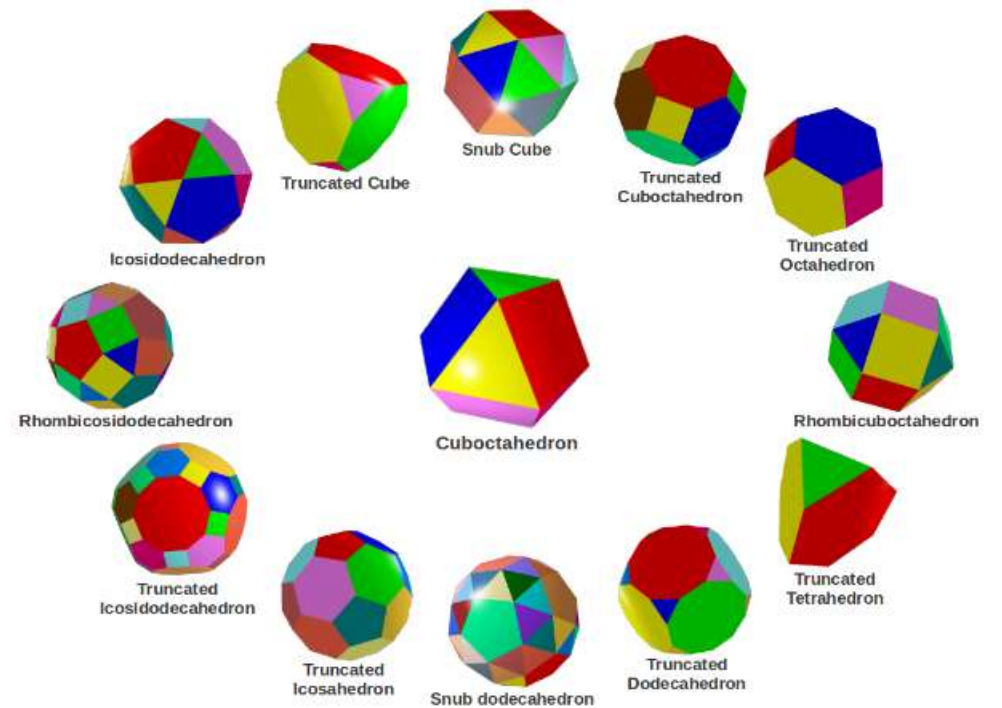 Snub Cube
Truncated Cube
Truncated
Cuboctahedron
Truncated
Octahedron
Icosidodecahedron
Rhombicosidodecahedron
Cuboctahedron
Rhombicuboctahedron
Truncated
Icosidodecahedron
Truncated
Icosahedron
Snub dodecahedron
Truncated
Dodecahedron
Truncated
Tetrahedron